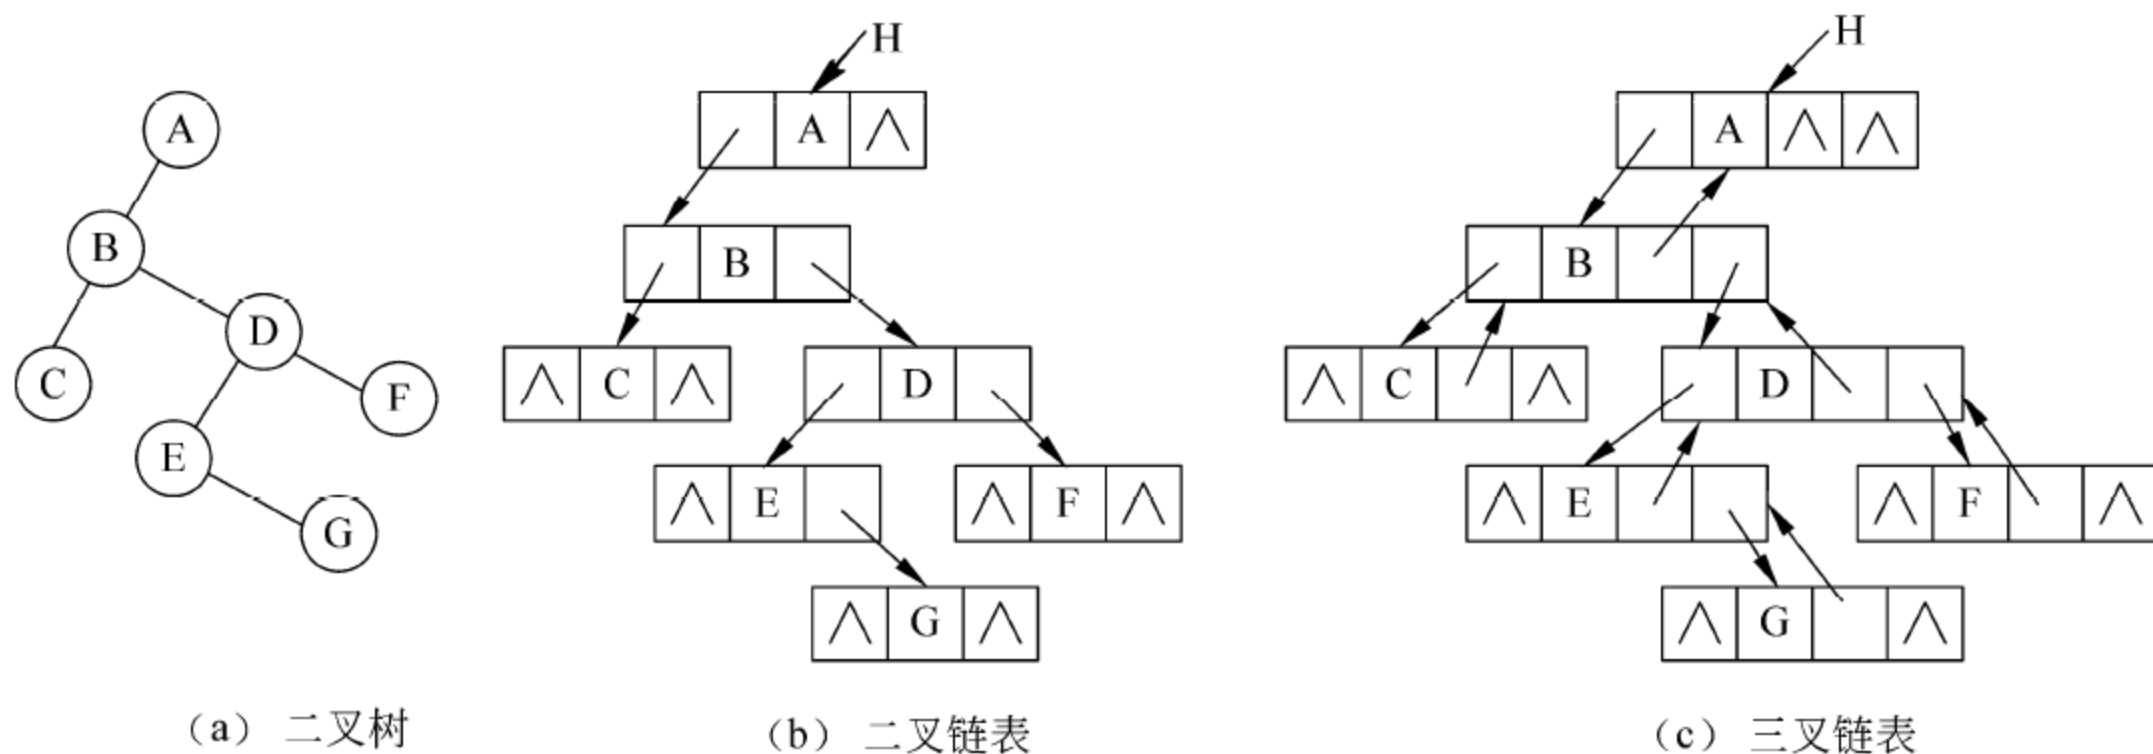 A
B
C
D
E
F
G
(a) 二叉树
H
A ∧
B
∧ C ∧
D
∧ E
∧ F ∧
∧ G ∧
(b) 二叉链表
H
A ∧ ∧
B
∧ C ∧
D
∧ E
∧ F ∧
∧ G ∧
(c) 三叉链表